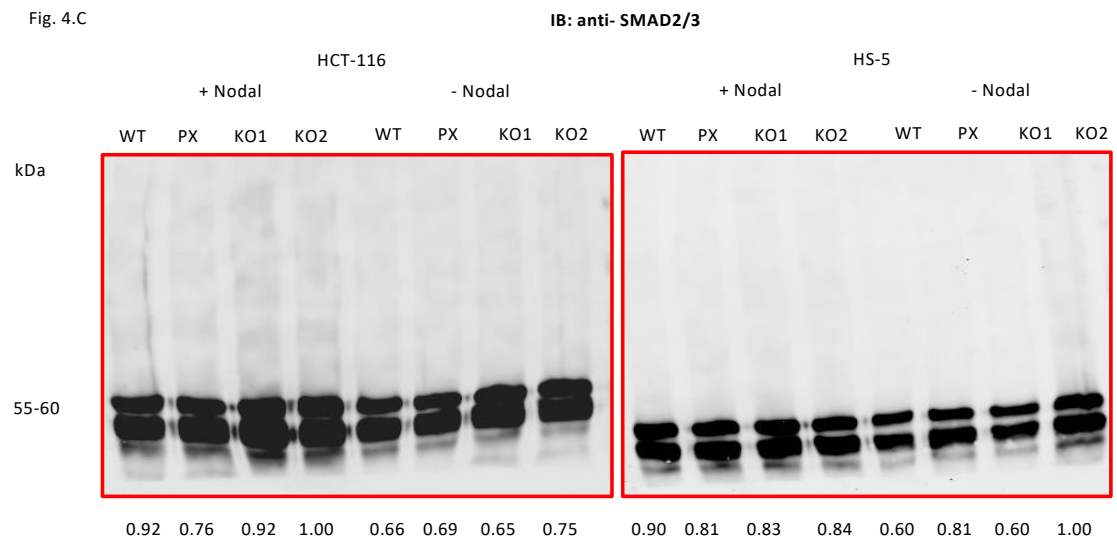 Fig. 4.C
IB: anti- SMAD2/3
HCT-116 HS-5
+ Nodal - Nodal + Nodal - Nodal
WT PX KO1 KO2 WT PX KO1 KO2 WT PX KO1 KO2 WT PX KO1 KO2
kDa
55-60
0.92 0.76 0.92 1.00 0.66 0.69 0.65 0.75 0.90 0.81 0.83 0.84 0.60 0.81 0.60 1.00